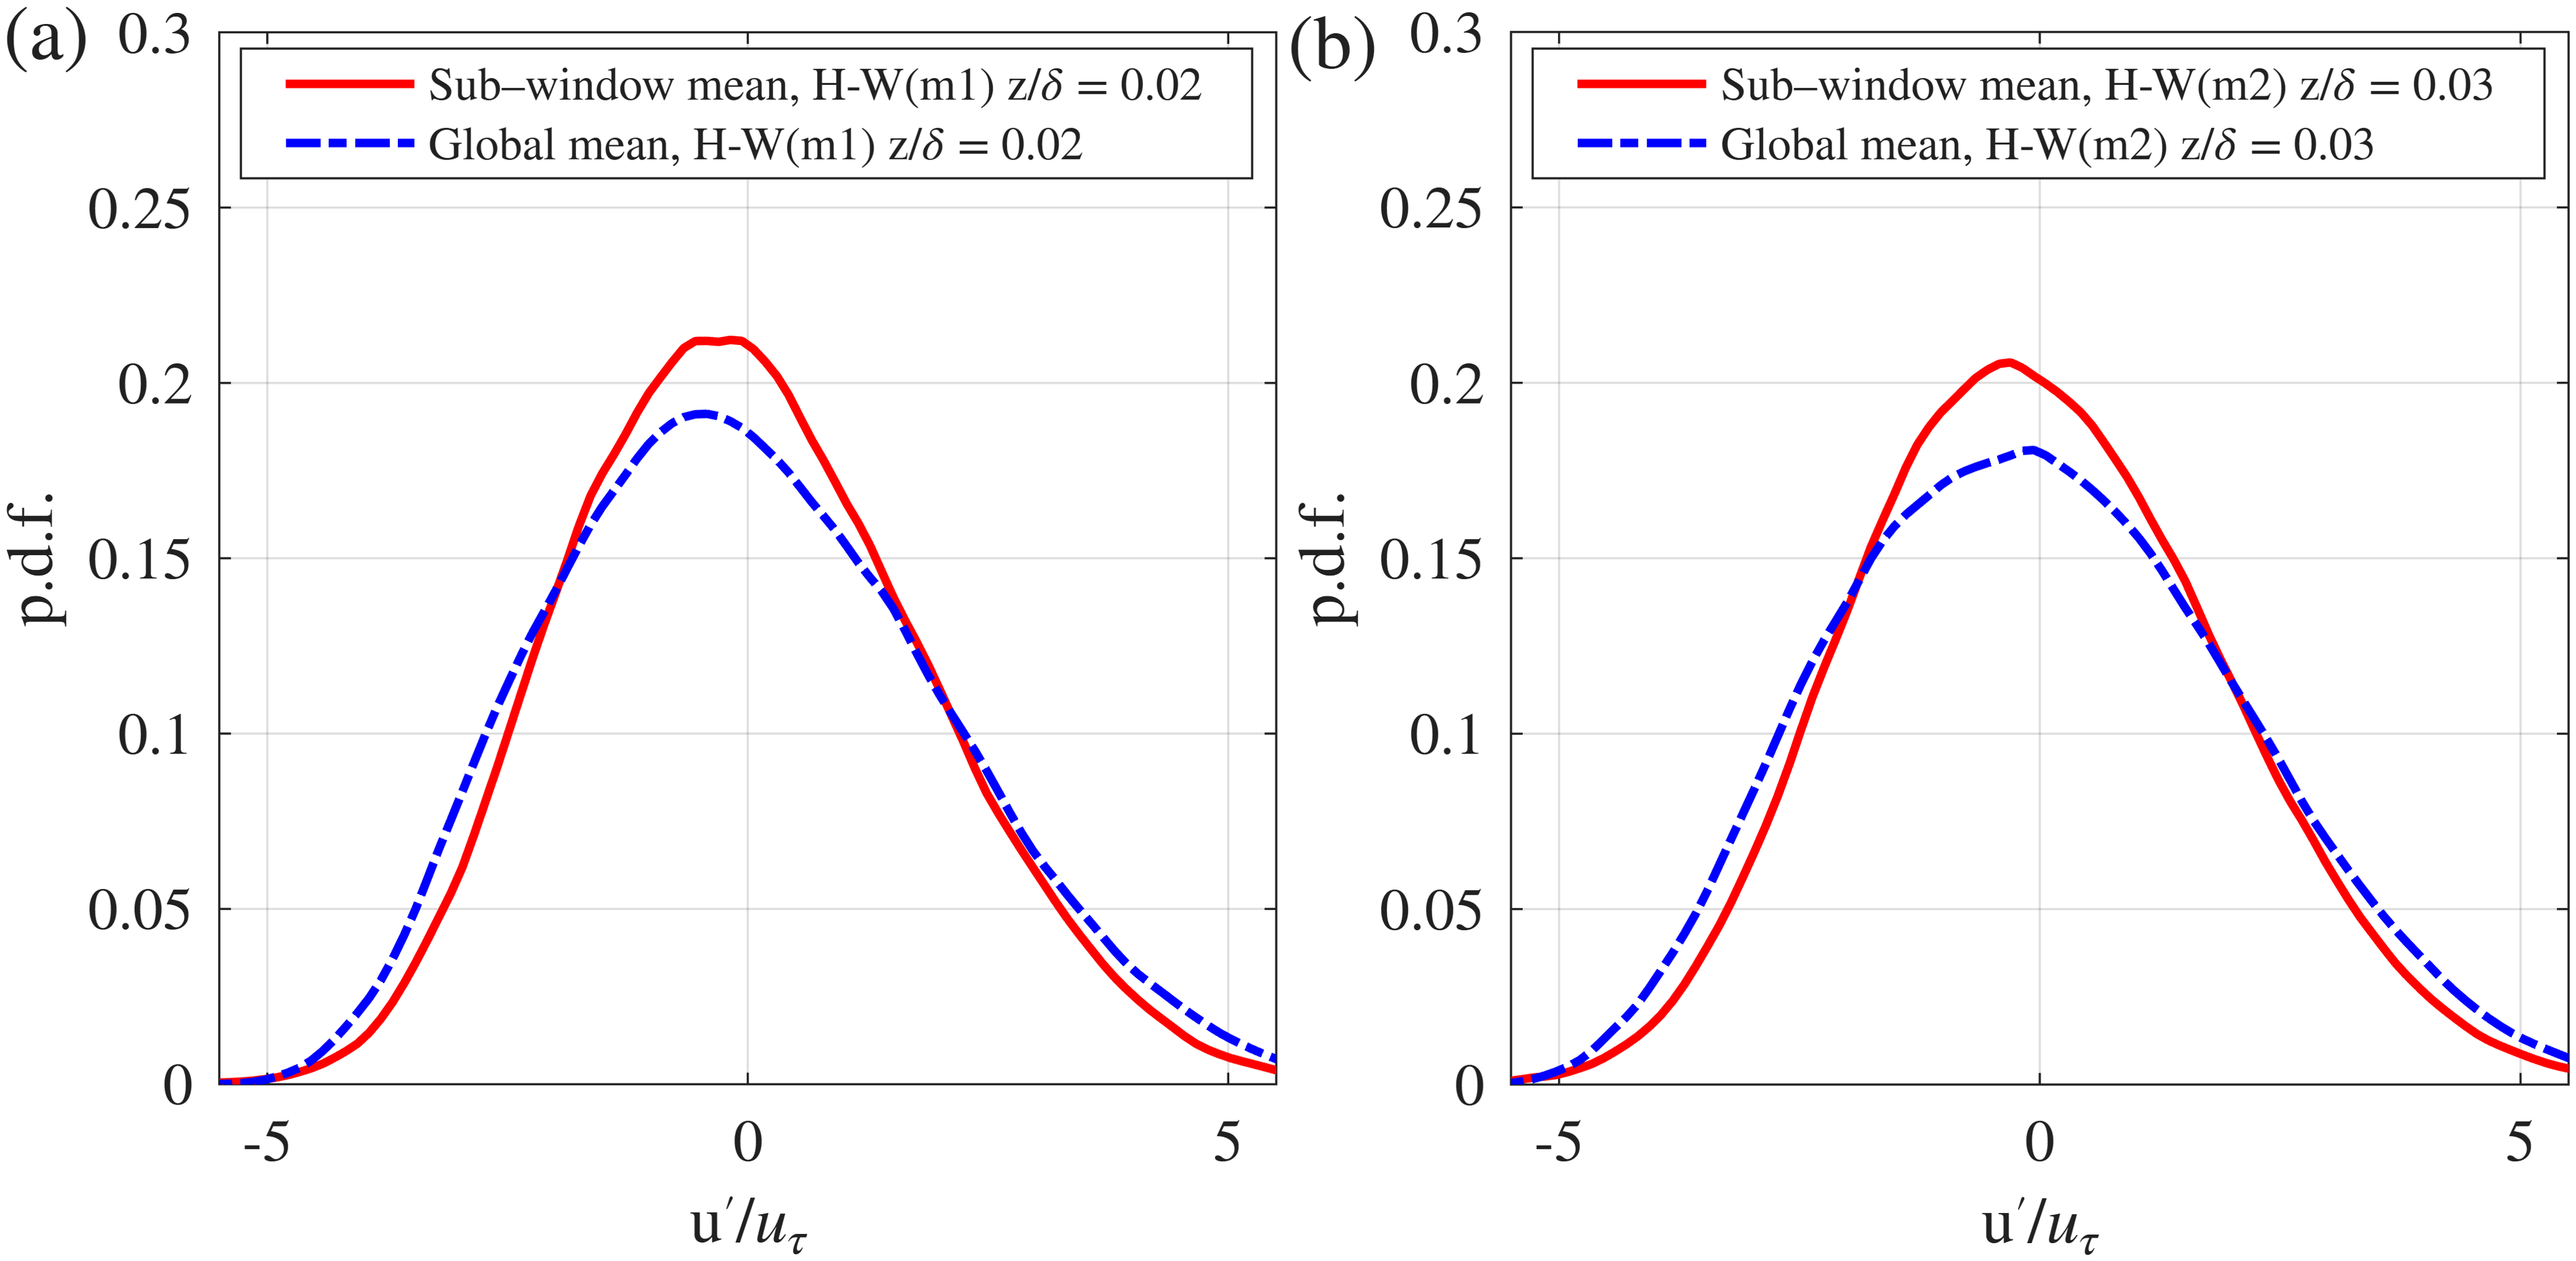 (a)
0.3
0.25
0.2
0.15
0.1
0.05
0
p.d.f.
Sub–window mean, H-W(m1) z/δ = 0.02
Global mean, H-W(m1) z/δ = 0.02
-5 0 5
u′/uτ
(b)
0.3
0.25
0.2
0.15
0.1
0.05
0
p.d.f.
Sub–window mean, H-W(m2) z/δ = 0.03
Global mean, H-W(m2) z/δ = 0.03
-5 0 5
u′/uτ